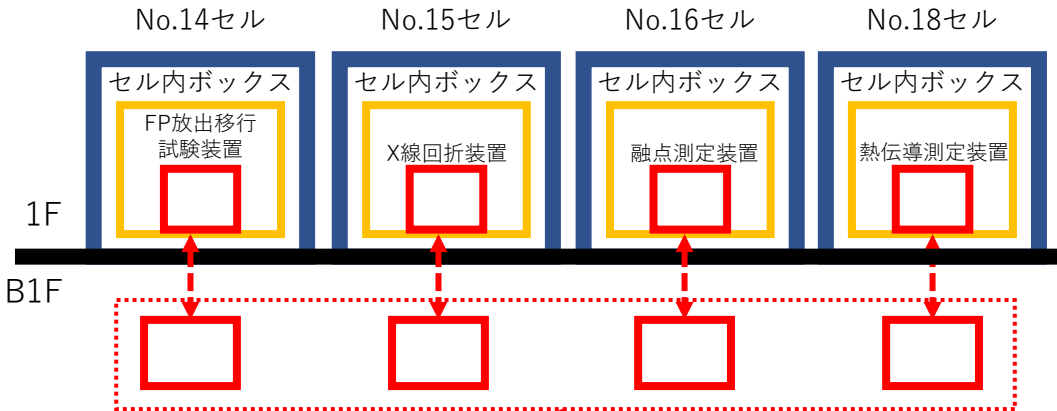 No.14セル
No.15セル
No.16セル
No.18セル
セル内ボックス
セル内ボックス
セル内ボックス
セル内ボックス
FP放出移行
試験装置
X線回折装置
融点測定装置
熱伝導測定装置
1F
B1F